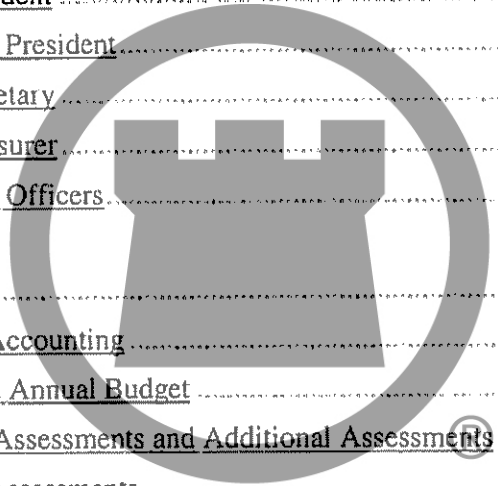 President
etary
surer
Officers
Accounting
Annual Budget
Assessments and Additional Assessments ®